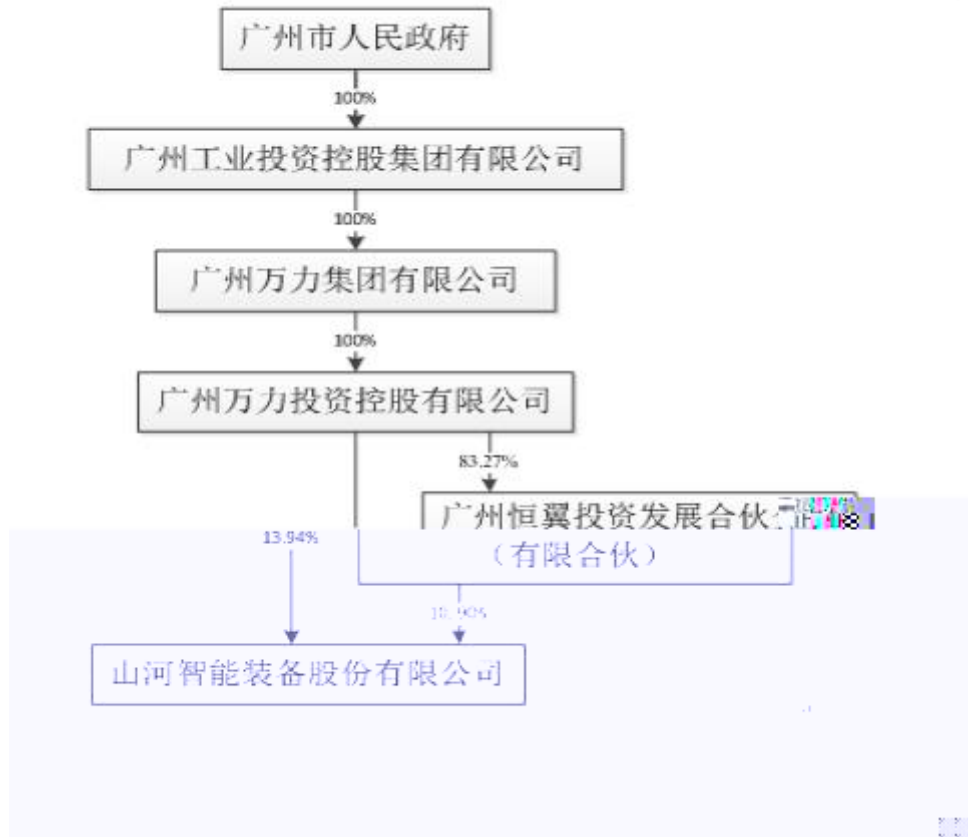 广州市人民政府
100%
广州工业投资控股集团有限公司
100%
广州万力集团有限公司
100%
广州万力投资控股有限公司
83.27%
广州恒翼投资发展合伙
（有限合伙）
13.94%
山河智能装备股份有限公司